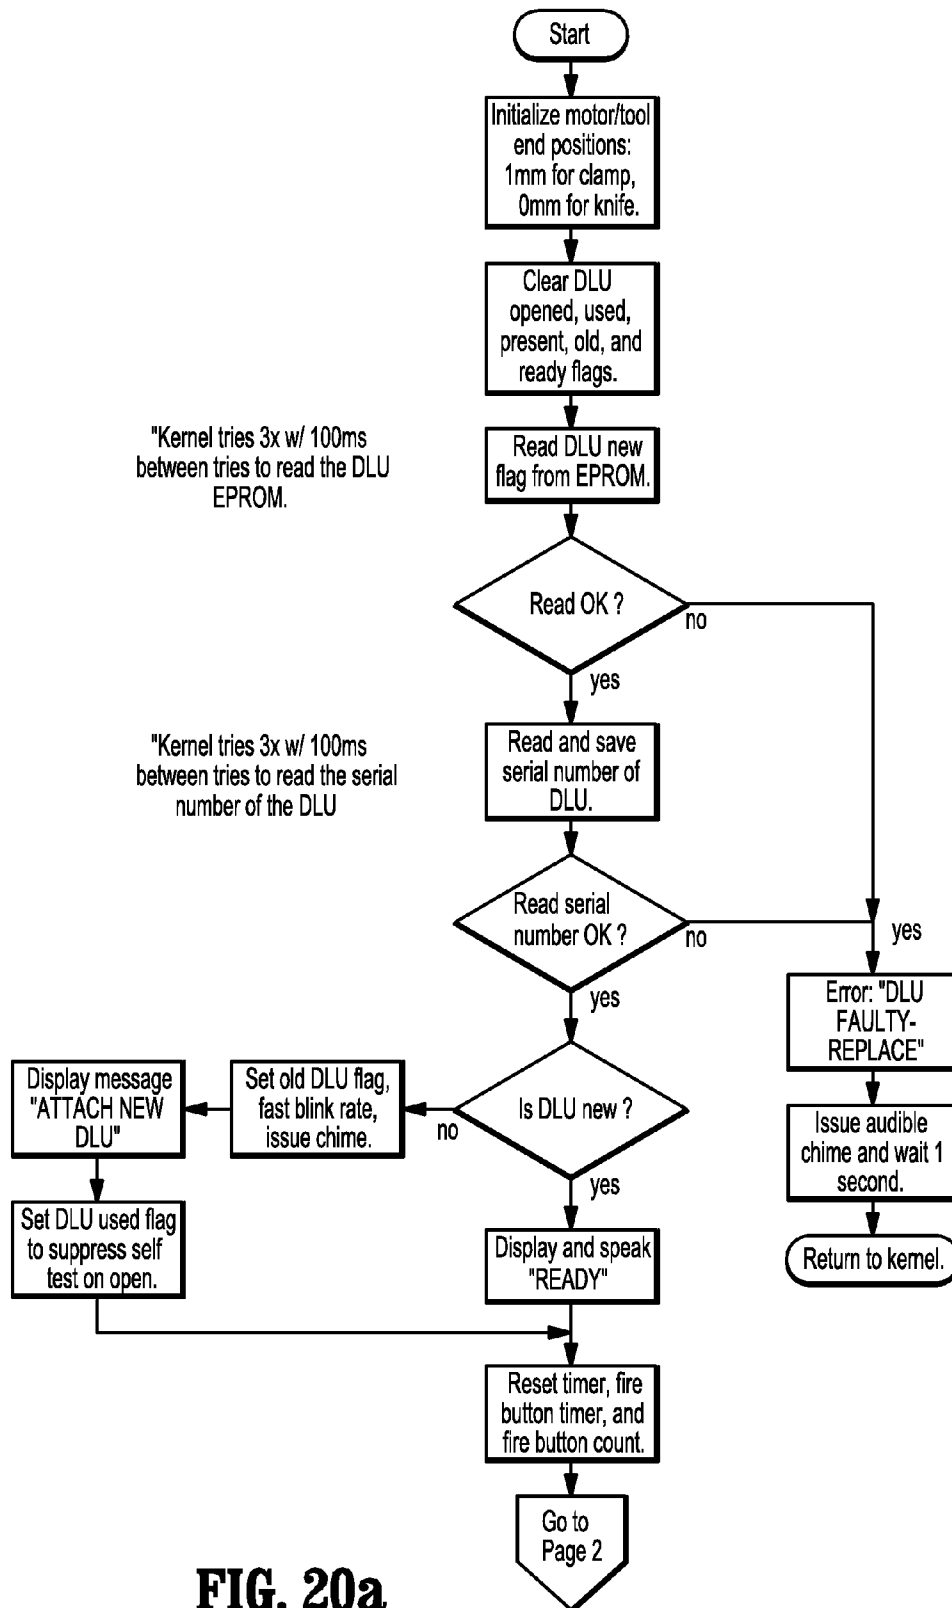 Start
Initialize motor/tool
end positions:
1mm for clamp,
0mm for knife.
Clear DLU
opened, used,
present, old, and
ready flags.
"Kernel tries 3x w/ 100ms
between tries to read the DLU
EPROM.
Read DLU new
flag from EPROM.
Read OK ?
no
yes
"Kernel tries 3x w/ 100ms
between tries to read the serial
number of the DLU
Read and save
serial number of
DLU.
Read serial
number OK ?
no
yes
yes
Error: "DLU
FAULTY-
REPLACE"
Display message
"ATTACH NEW
DLU"
Set old DLU flag,
fast blink rate,
issue chime.
no
Is DLU new ?
yes
Issue audible
chime and wait 1
second.
Set DLU used flag
to suppress self
test on open.
Display and speak
"READY"
Return to kernel.
Reset timer, fire
button timer, and
fire button count.
Go to
Page 2
FIG. 20a